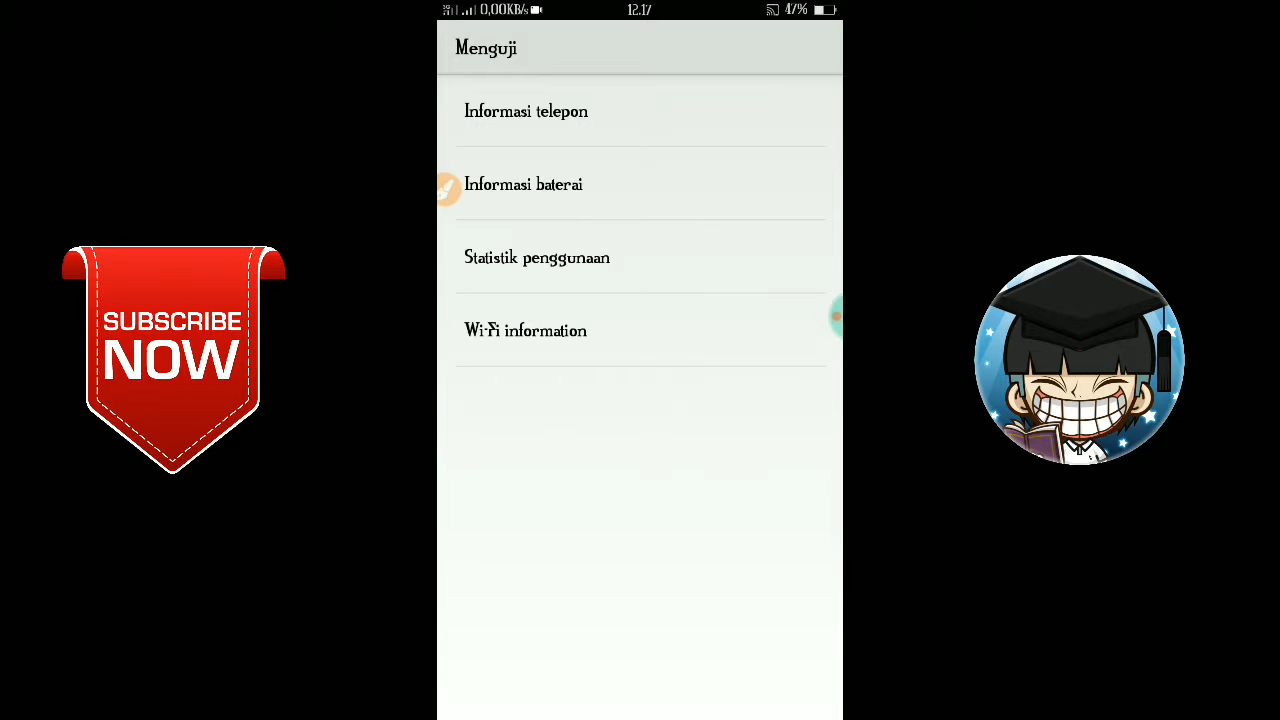 0,00KB/s 12.17 47%
Menguji
Informasi telepon
Informasi baterai
Statistik penggunaan
Wi-Fi information
SUBSCRIBE
NOW